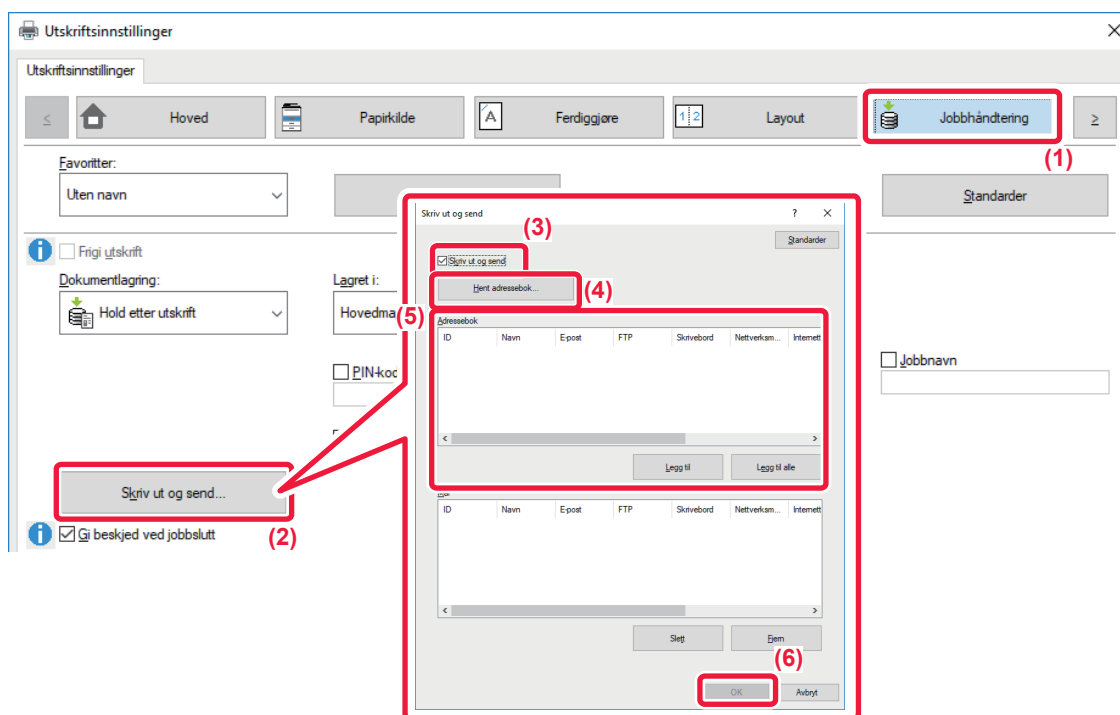 Utskriftsinnstillinger
Utskriftsinnstillinger
< Hoved Papirkilde Ferdiggjøre Layout Jobbhåndtering >
(1)
Favoritter:
Uten navn
Standarder
Skriv ut og send ? ×
(3)
Standarder
Skriv ut og send
Hent adressebok...
(4)
Frigi utskrift
Dokumentlagring:
Hold etter utskrift
Lagret i:
Hovedma
(5)
Adressebok
ID Navn E-post FTP Skrivebord Nettverksm... Internett
Legg til Legg til alle
PIN-kod
Jobbnavn
Skriv ut og send...
(2)
Gi beskjed ved jobbslutt
ID Navn E-post FTP Skrivebord Nettverksm... Internett
Slett Fjern
(6)
OK Avbryt